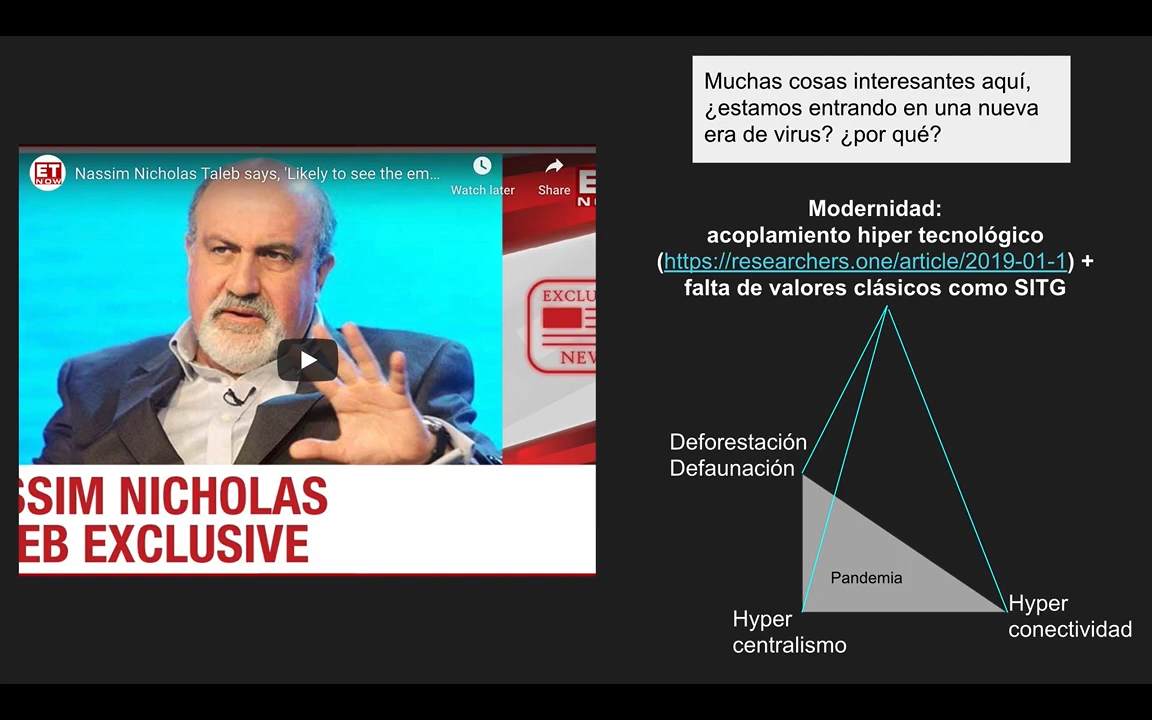 ET
NOW
Nassim Nicholas Taleb says, 'Likely to see the em...
Watch later
Share
E
N
EXCLU
NEW
SSIM NICHOLAS
EB EXCLUSIVE
Muchas cosas interesantes aquí,
¿estamos entrando en una nueva
era de virus? ¿por qué?
Modernidad:
acoplamiento hiper tecnológico
(https://researchers.one/article/2019-01-1) +
falta de valores clásicos como SITG
Deforestación
Defaunación
Pandemia
Hyper
centralismo
Hyper
conectividad